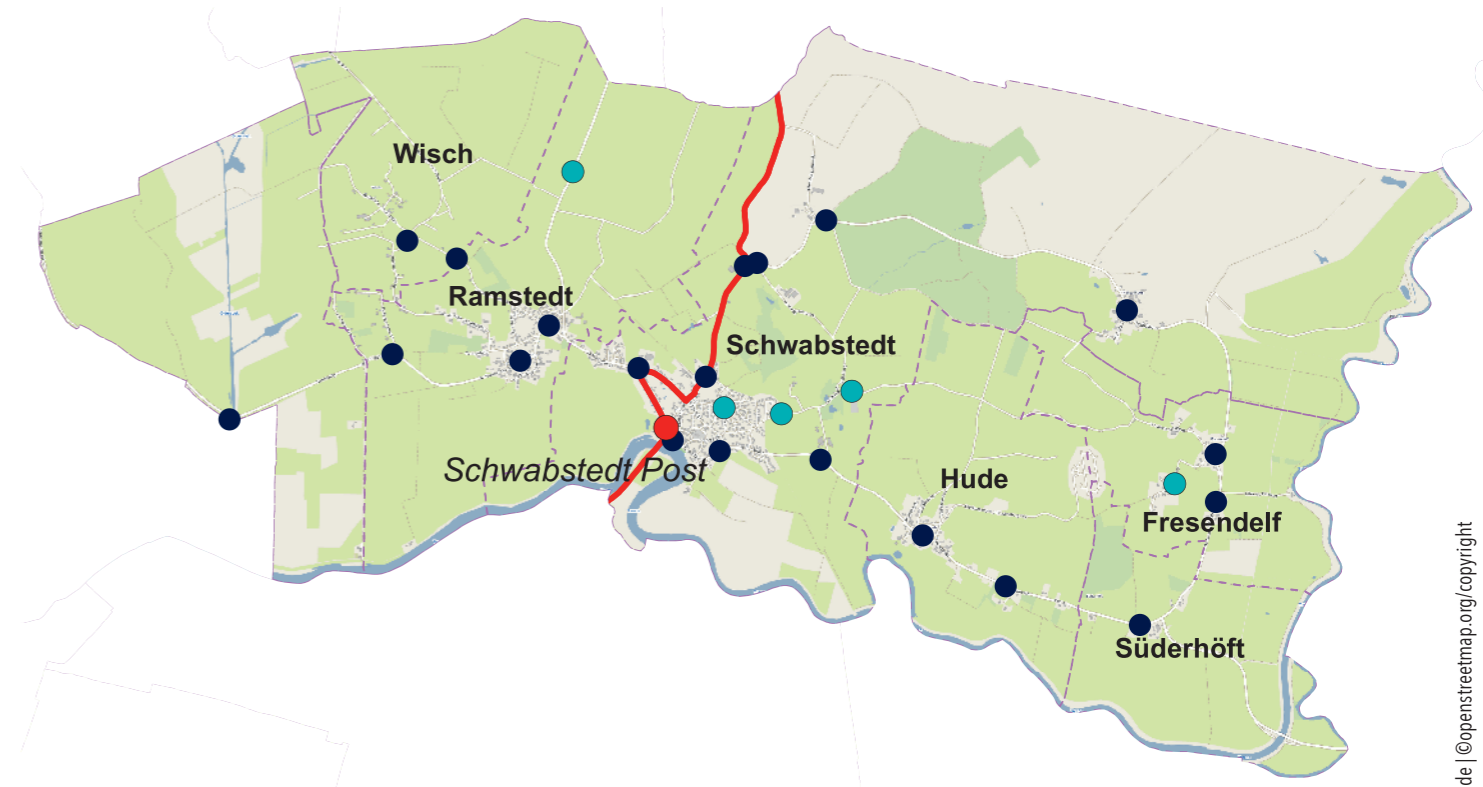 Wisch
Ramstedt
Schwabstedt
Schwabstedt Post
Hude
Fresendelf
Süderhöft
de | ©openstreetmap.org/copyright